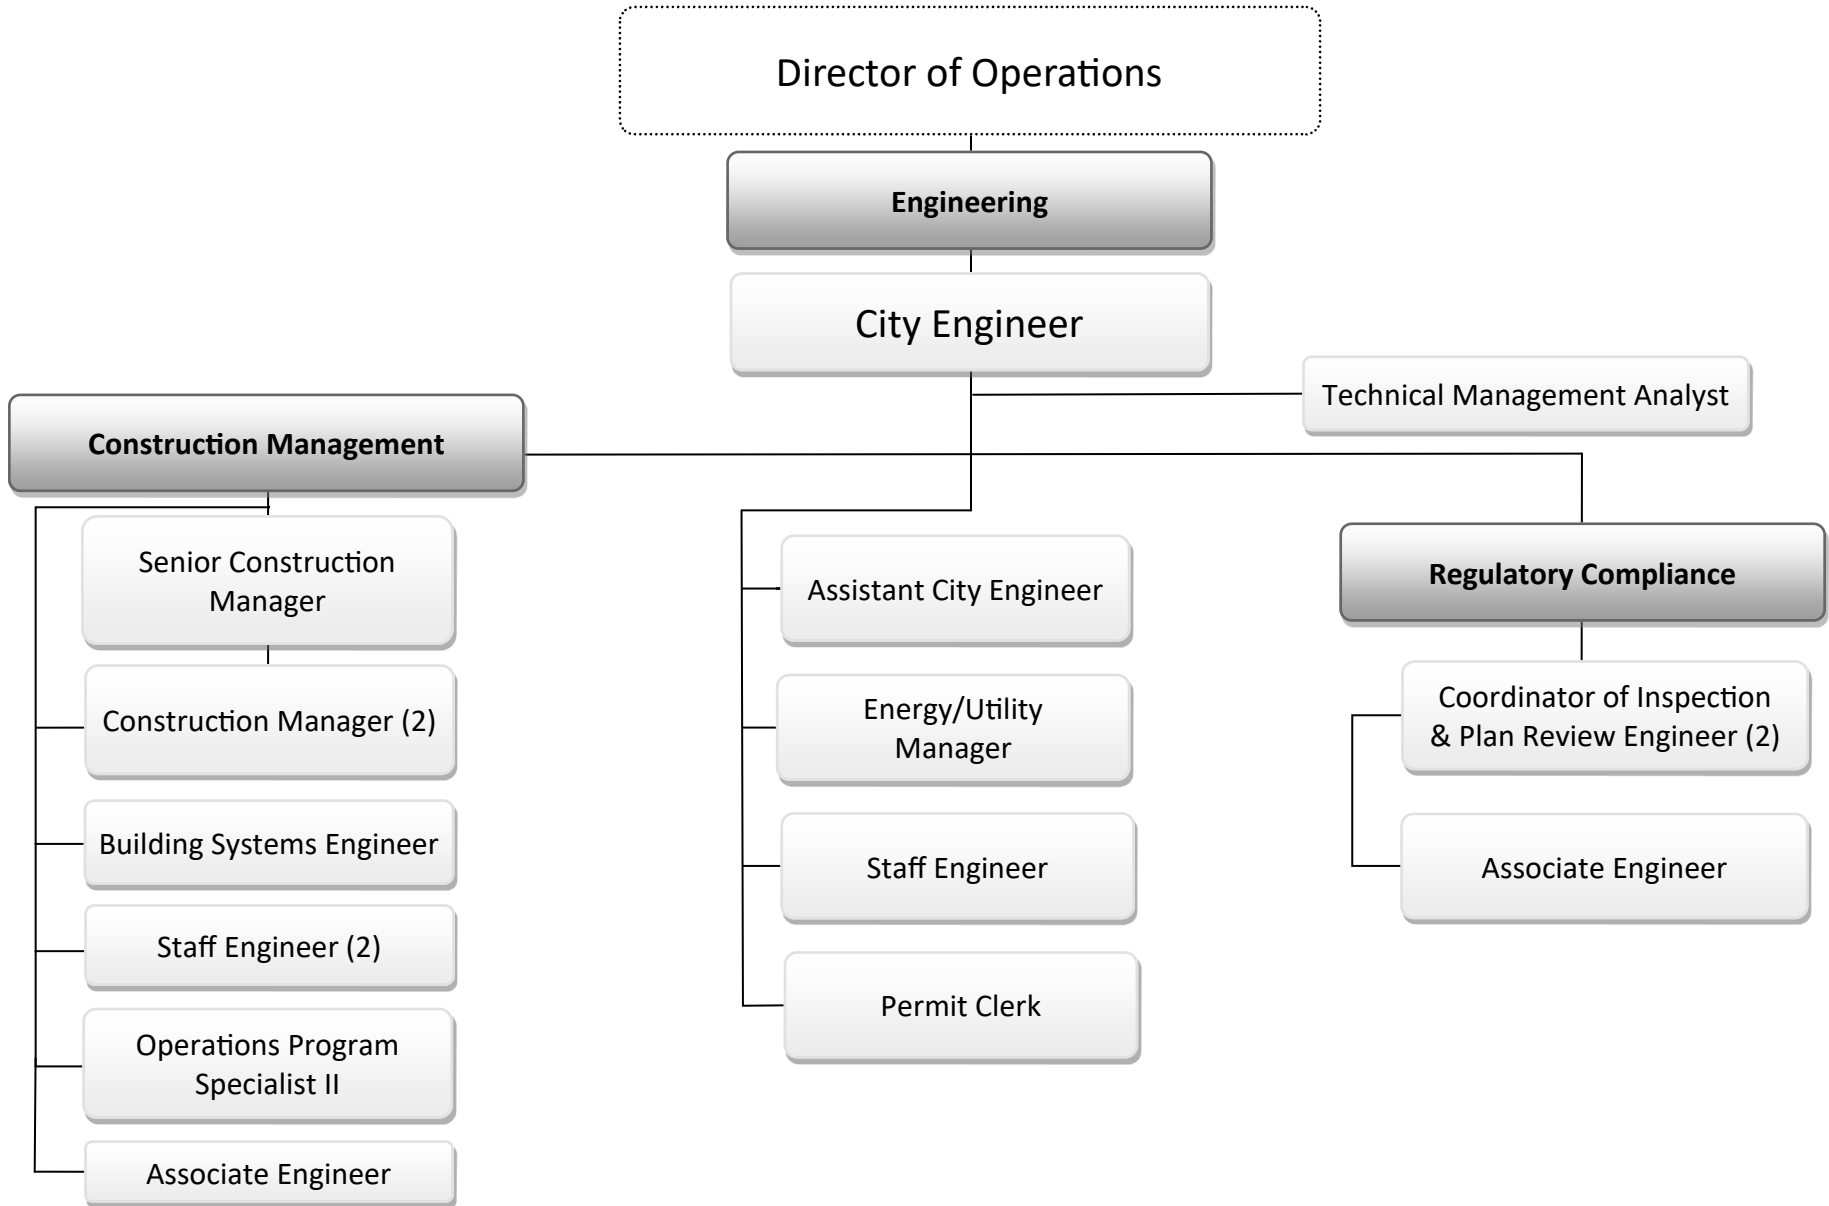 Director of Operations
Engineering
City Engineer
Technical Management Analyst
Construction Management
Senior Construction
Manager
Construction Manager (2)
Building Systems Engineer
Staff Engineer (2)
Operations Program
Specialist II
Associate Engineer
Assistant City Engineer
Energy/Utility
Manager
Staff Engineer
Permit Clerk
Regulatory Compliance
Coordinator of Inspection
& Plan Review Engineer (2)
Associate Engineer